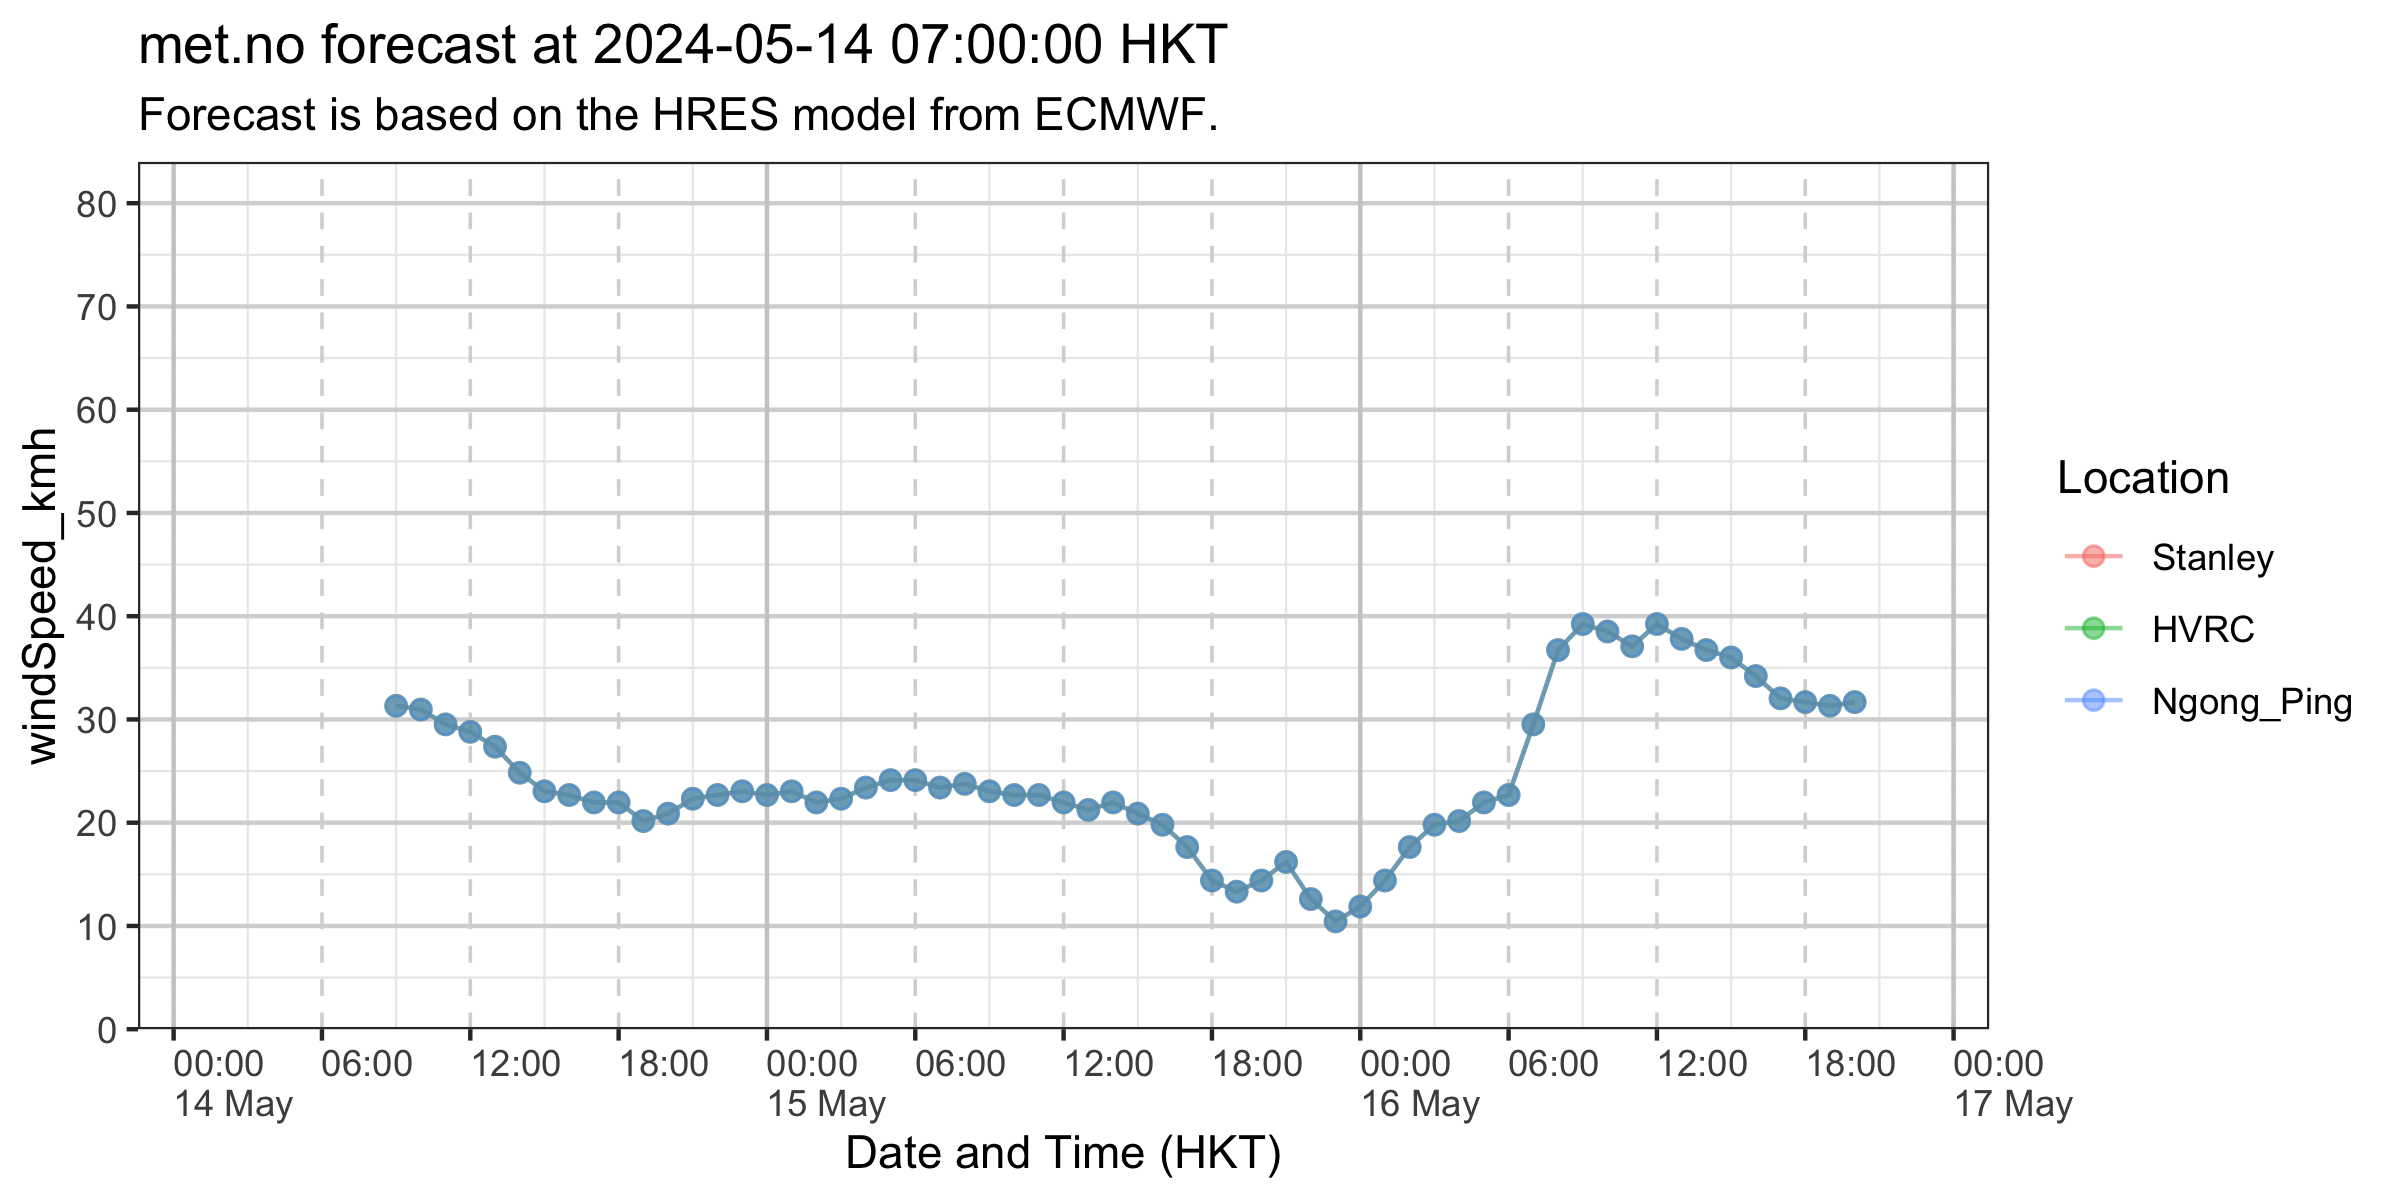 met.no forecast at 2024-05-14 07:00:00 HKT
Forecast is based on the HRES model from ECMWF.
windSpeed_kmh
80
70
60
50
40
30
20
10
0
00:00 06:00 12:00 18:00 00:00 06:00 12:00 18:00 00:00 06:00 12:00 18:00 00:00
14 May 15 May 16 May 17 May
Date and Time (HKT)
Location
Stanley
HVRC
Ngong_Ping